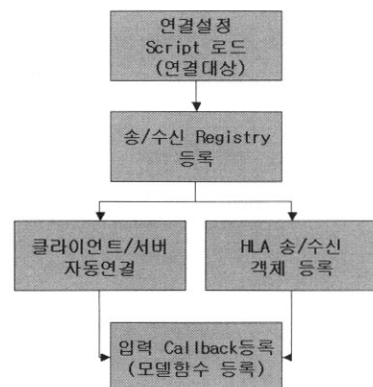 연결설정
Script 로드
(연결대상)
송/수신 Registry
등록
클라이언트/서버
자동연결
HLA 송/수신
객체 등록
입력 Callback등록
(모델함수 등록)